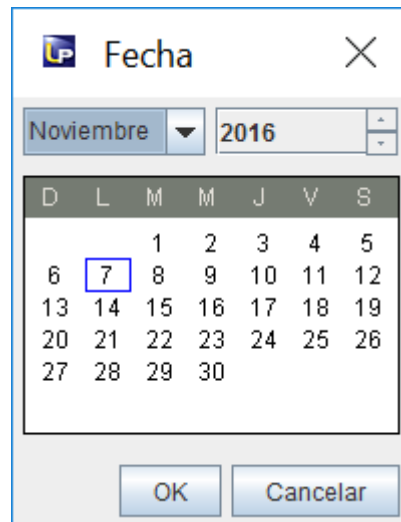 LP Fecha
Noviembre 2016
D L M M J V S
1 2 3 4 5
6 7 8 9 10 11 12
13 14 15 16 17 18 19
20 21 22 23 24 25 26
27 28 29 30
OK Cancelar